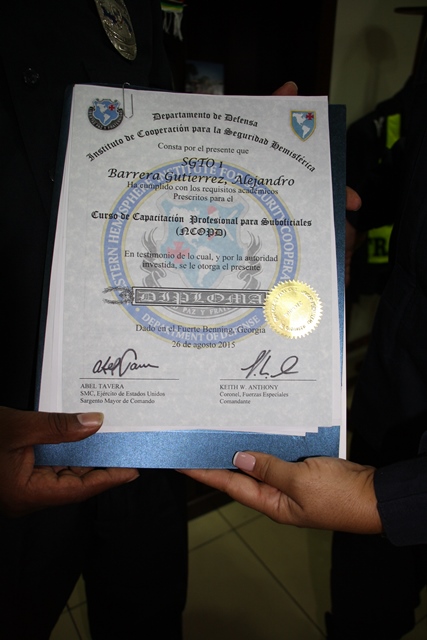 Departamento de Defensa
Instituto de Cooperación para la Seguridad Hemisférica
Consta por el presente que
SGTO 1
Barrera Gutierrez, Alejandro
Ha cumplido con los requisitos académicos
Prescritos para el
Curso de Capacitación Profesional para Suboficiales
(NCOPD)
En testimonio de lo cual, y por la autoridad
investida, se le otorga el presente
DIPLOMA
Dado en el Fuerte Benning, Georgia
26 de agosto 2015
ABEL TAVERA
SMC, Ejército de Estados Unidos
Sargento Mayor de Comando
KEITH W. ANTHONY
Coronel, Fuerzas Especiales
Comandante